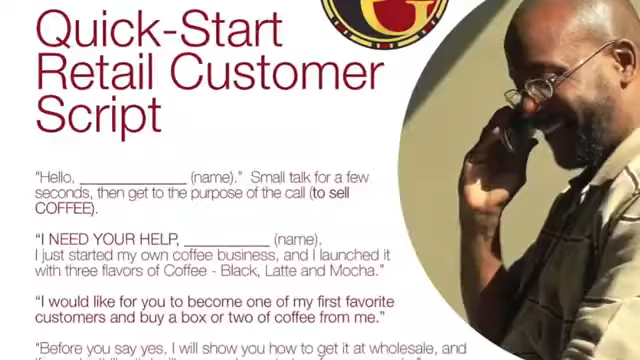 G
Quick-Start
Retail Customer
Script
"Hello, ______________ (name)."  Small talk for a few
seconds, then get to the purpose of the call (to sell
COFFEE).
"I NEED YOUR HELP, ___________ (name),
I just started my own coffee business, and I launched it
with three flavors of Coffee - Black, Latte and Mocha."
"I would like for you to become one of my first favorite
customers and buy a box or two of coffee from me."
"Before you say yes, I will show you how to get it at wholesale, and